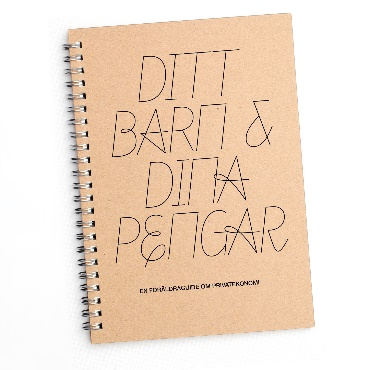 DITT
BARN &
DINA
PENGAR
EN FÖRÄLDRAGUIDE OM PRIVATEKONOMI